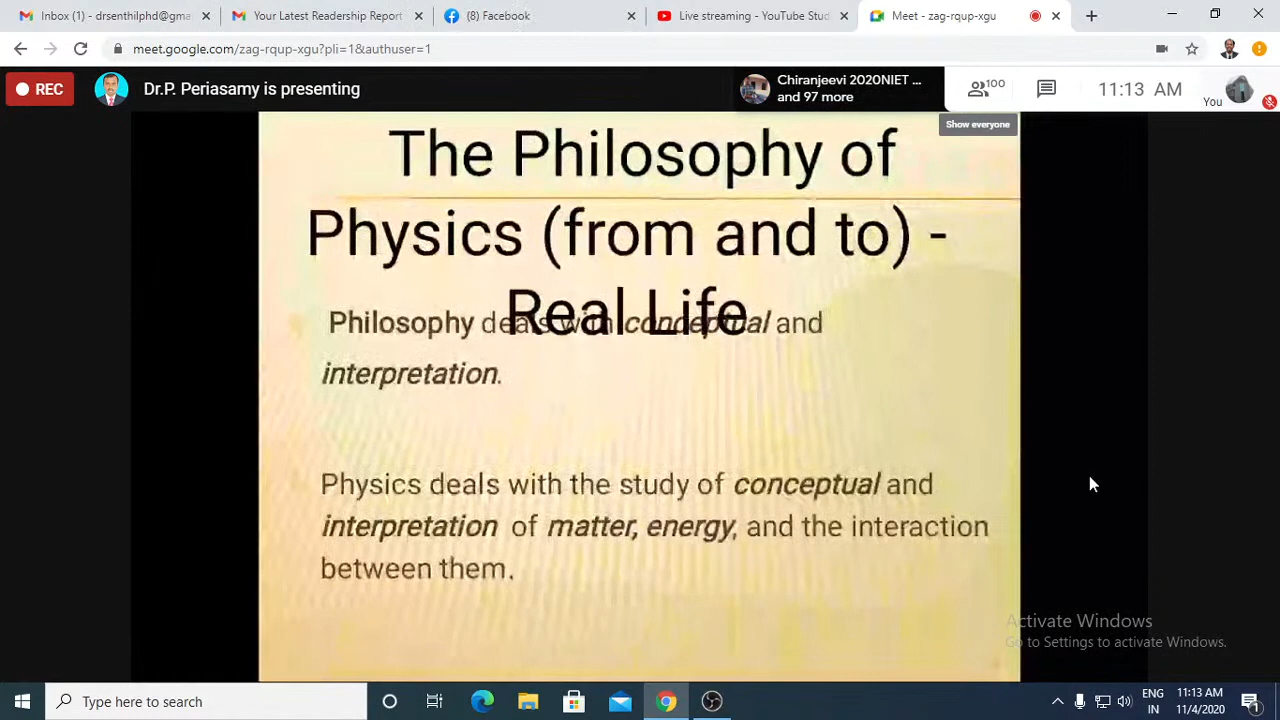 Inbox (1) - drsenthilphd@gma
Your Latest Readership Report
Facebook
Live streaming - YouTube Stud
Meet - zag-rqup-xgu
meet.google.com/zag-rqup-xgu?pli=1&authuser=1
REC
Dr.P. Periasamy is presenting
Chiranjeevi 2020NIET ...
and 97 more
100
11:13 AM
You
Show everyone
The Philosophy of
Physics (from and to) -
Real Life
Philosophy deals with conceptual and
interpretation.
Physics deals with the study of conceptual and
interpretation of matter, energy, and the interaction
between them.
Activate Windows
Go to Settings to activate Windows.
Type here to search
ENG
IN
11:13 AM
11/4/2020
1